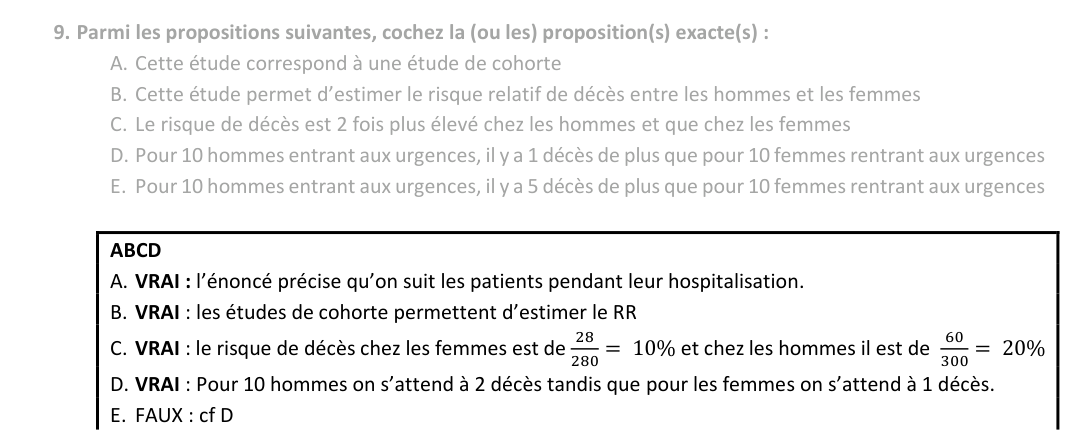 9. Parmi les propositions suivantes, cochez la (ou les) proposition(s) exacte(s) :
A. Cette étude correspond à une étude de cohorte
B. Cette étude permet d’estimer le risque relatif de décès entre les hommes et les femmes
C. Le risque de décès est 2 fois plus élevé chez les hommes et que chez les femmes
D. Pour 10 hommes entrant aux urgences, il y a 1 décès de plus que pour 10 femmes rentrant aux urgences
E. Pour 10 hommes entrant aux urgences, il y a 5 décès de plus que pour 10 femmes rentrant aux urgences
ABCD
A. VRAI : l’énoncé précise qu’on suit les patients pendant leur hospitalisation.
B. VRAI : les études de cohorte permettent d’estimer le RR
C. VRAI : le risque de décès chez les femmes est de 28/280 = 10% et chez les hommes il est de 60/300 = 20%
D. VRAI : Pour 10 hommes on s’attend à 2 décès tandis que pour les femmes on s’attend à 1 décès.
E. FAUX : cf D